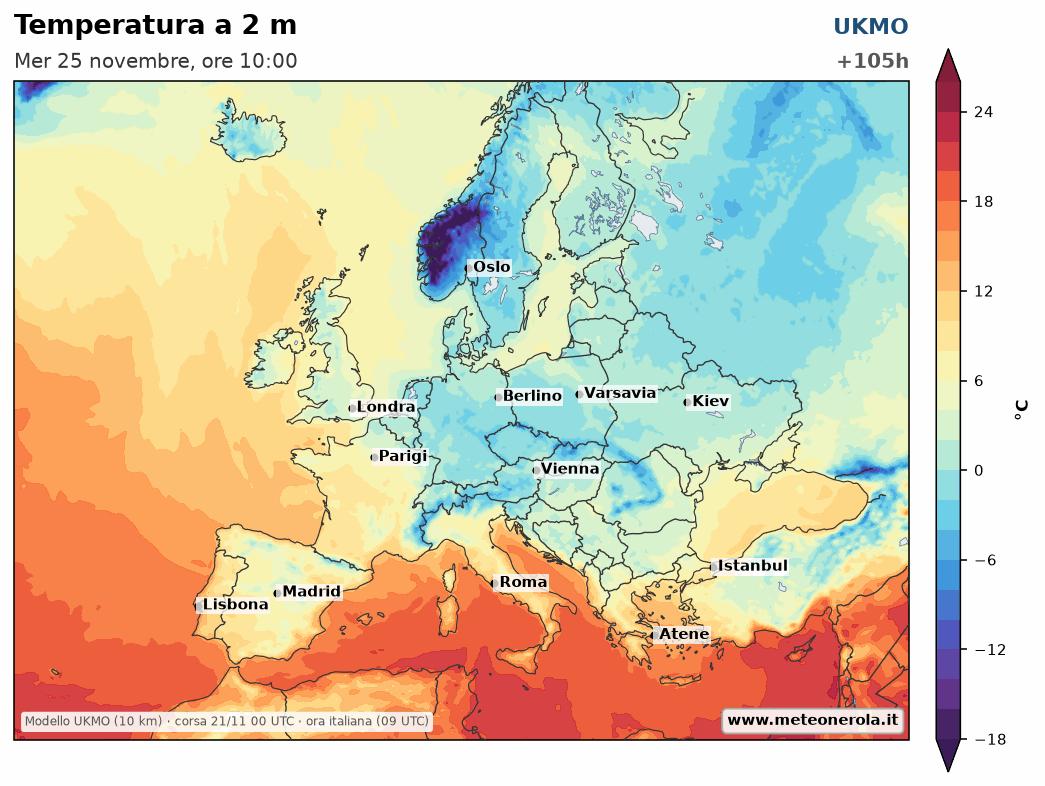 Temperatura a 2 m
UKMO
Mer 25 novembre, ore 10:00
+105h
24
18
12
6
0
−6
−12
−18
°C
Oslo
Berlino
Varsavia
Kiev
Londra
Parigi
Vienna
Istanbul
Roma
Madrid
Lisbona
Atene
Modello UKMO (10 km) · corsa 21/11 00 UTC · ora italiana (09 UTC)
www.meteonerola.it